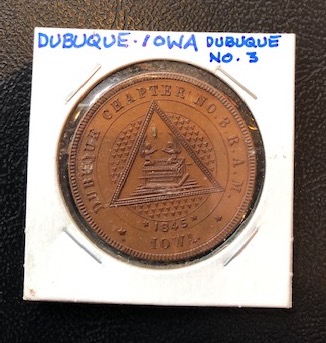 DUBUQUE·IOWA DUBUQUE
NO. 3
DUBUQUE CHAPTER NO. 3. R. A. M.
* 1845 *
IOWA